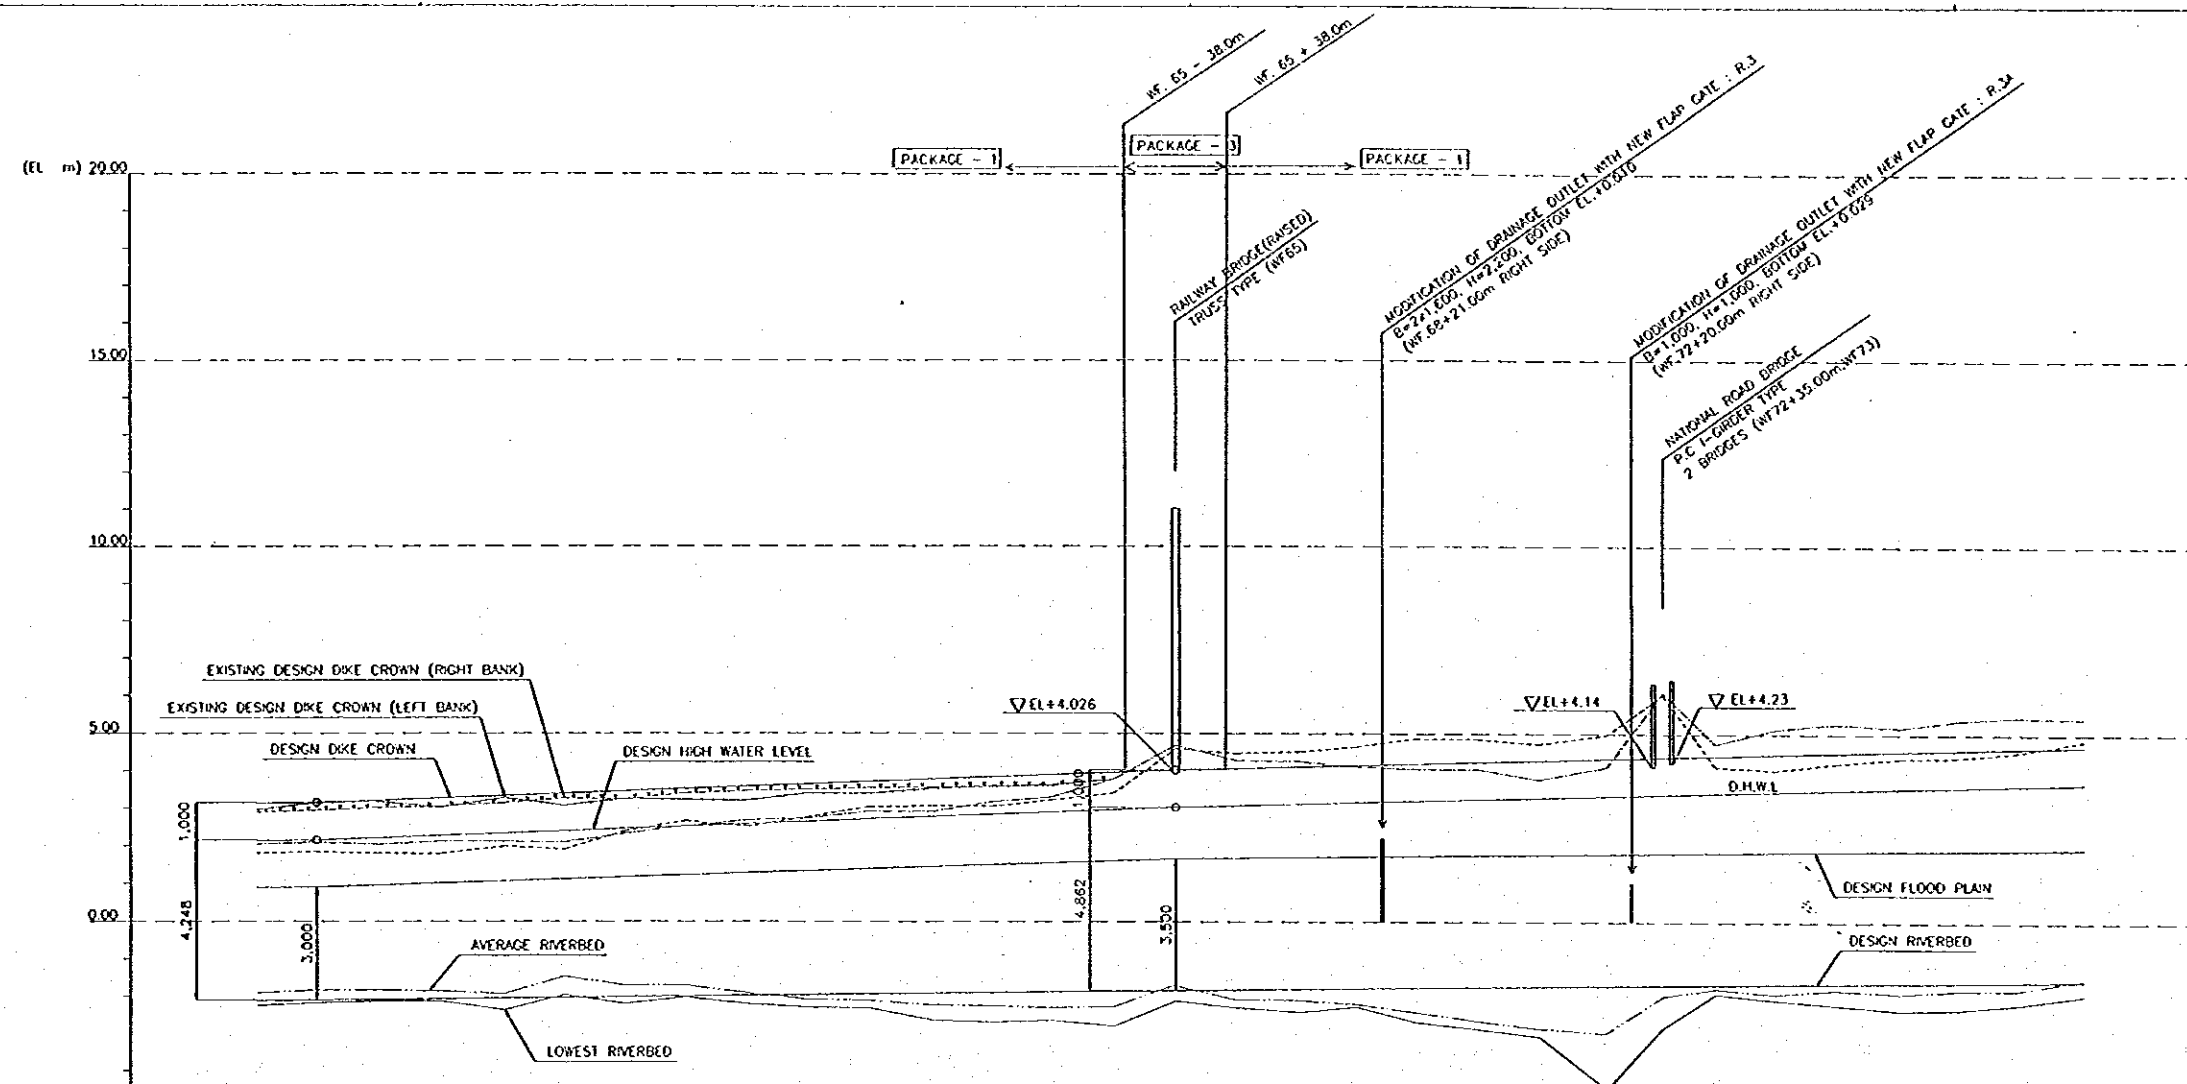 WF. 65 - 38.0m
WF. 65 + 38.0m
PACKAGE - 1
PACKAGE - 3
PACKAGE - 1
(EL m) 20.00
15.00
10.00
5.00
0.00
RAILWAY BRIDGE(RAISED)
TRUSS TYPE (WF65)
MODIFICATION OF DRAINAGE OUTLET WITH NEW FLAP GATE : R.3
B=2x1,600, H=2,200, BOTTOM EL.+0.030
(WF.68+21.00m RIGHT SIDE)
MODIFICATION OF DRAINAGE OUTLET WITH NEW FLAP GATE : R.3A
B=1,000, H=1,000, BOTTOM EL.+0.029
(WF.72+20.00m RIGHT SIDE)
NATIONAL ROAD BRIDGE
P.C I-GIRDER TYPE
2 BRIDGES (WF72+35.00m,WF73)
EXISTING DESIGN DIKE CROWN (RIGHT BANK)
EXISTING DESIGN DIKE CROWN (LEFT BANK)
DESIGN DIKE CROWN
DESIGN HIGH WATER LEVEL
▽EL+4.026
▽EL+4.14
▽EL+4.23
D.H.W.L
1,000
4,248
3,000
1,000
4,862
3,500
DESIGN FLOOD PLAIN
DESIGN RIVERBED
AVERAGE RIVERBED
LOWEST RIVERBED